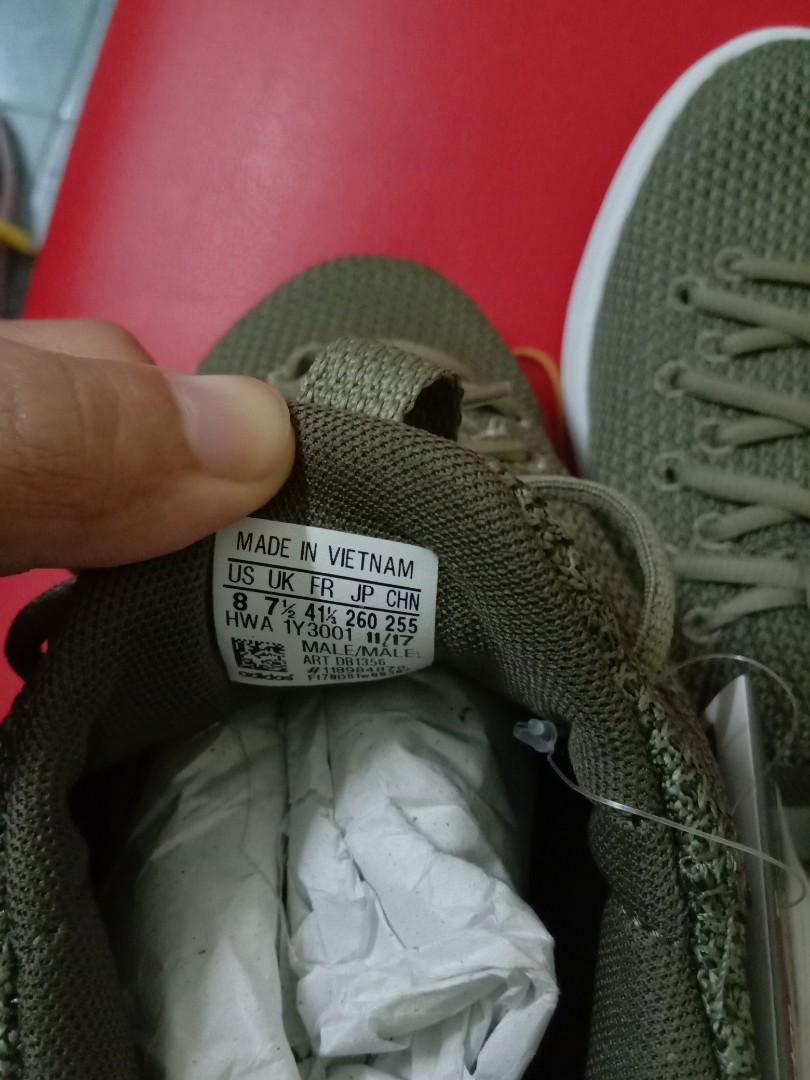 MADE IN VIETNAM
US UK FR JP CHN
8 7½ 41⅓ 260 255
HWA 1Y3001 11/17
MALE/MÂLE
ART DB1356
adidas